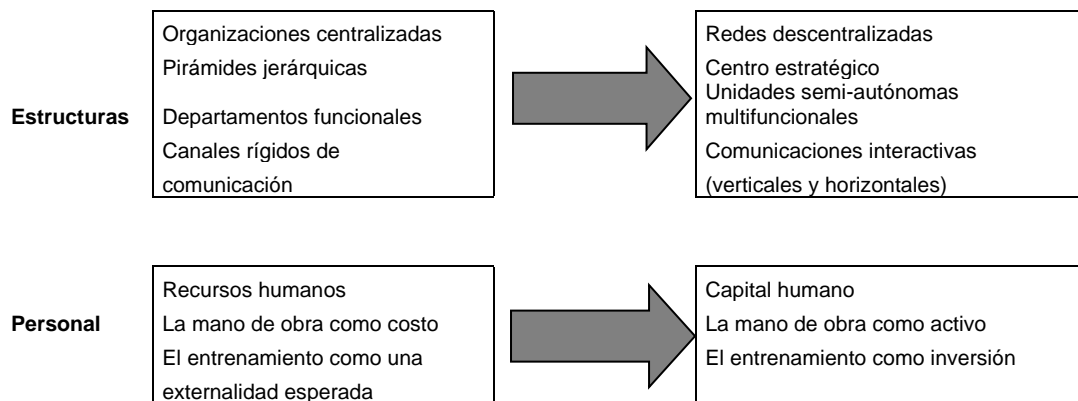 Estructuras
Organizaciones centralizadas
Pirámides jerárquicas
Departamentos funcionales
Canales rígidos de
comunicación
Redes descentralizadas
Centro estratégico
Unidades semi-autónomas
multifuncionales
Comunicaciones interactivas
(verticales y horizontales)
Personal
Recursos humanos
La mano de obra como costo
El entrenamiento como una
externalidad esperada
Capital humano
La mano de obra como activo
El entrenamiento como inversión